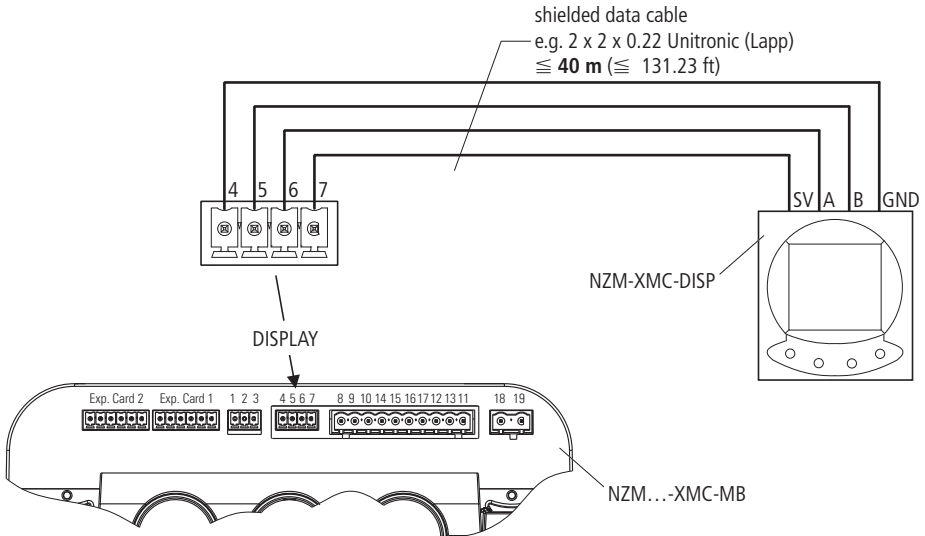 shielded data cable
e.g. 2 x 2 x 0.22 Unitronic (Lapp)
≦ 40 m (≦ 131.23 ft)
4 5 6 7
SV A B GND
NZM-XMC-DISP
DISPLAY
Exp. Card 2 Exp. Card 1 1 2 3 4 5 6 7 8 9 10 14 15 16 17 12 13 11 18 19
NZM...-XMC-MB